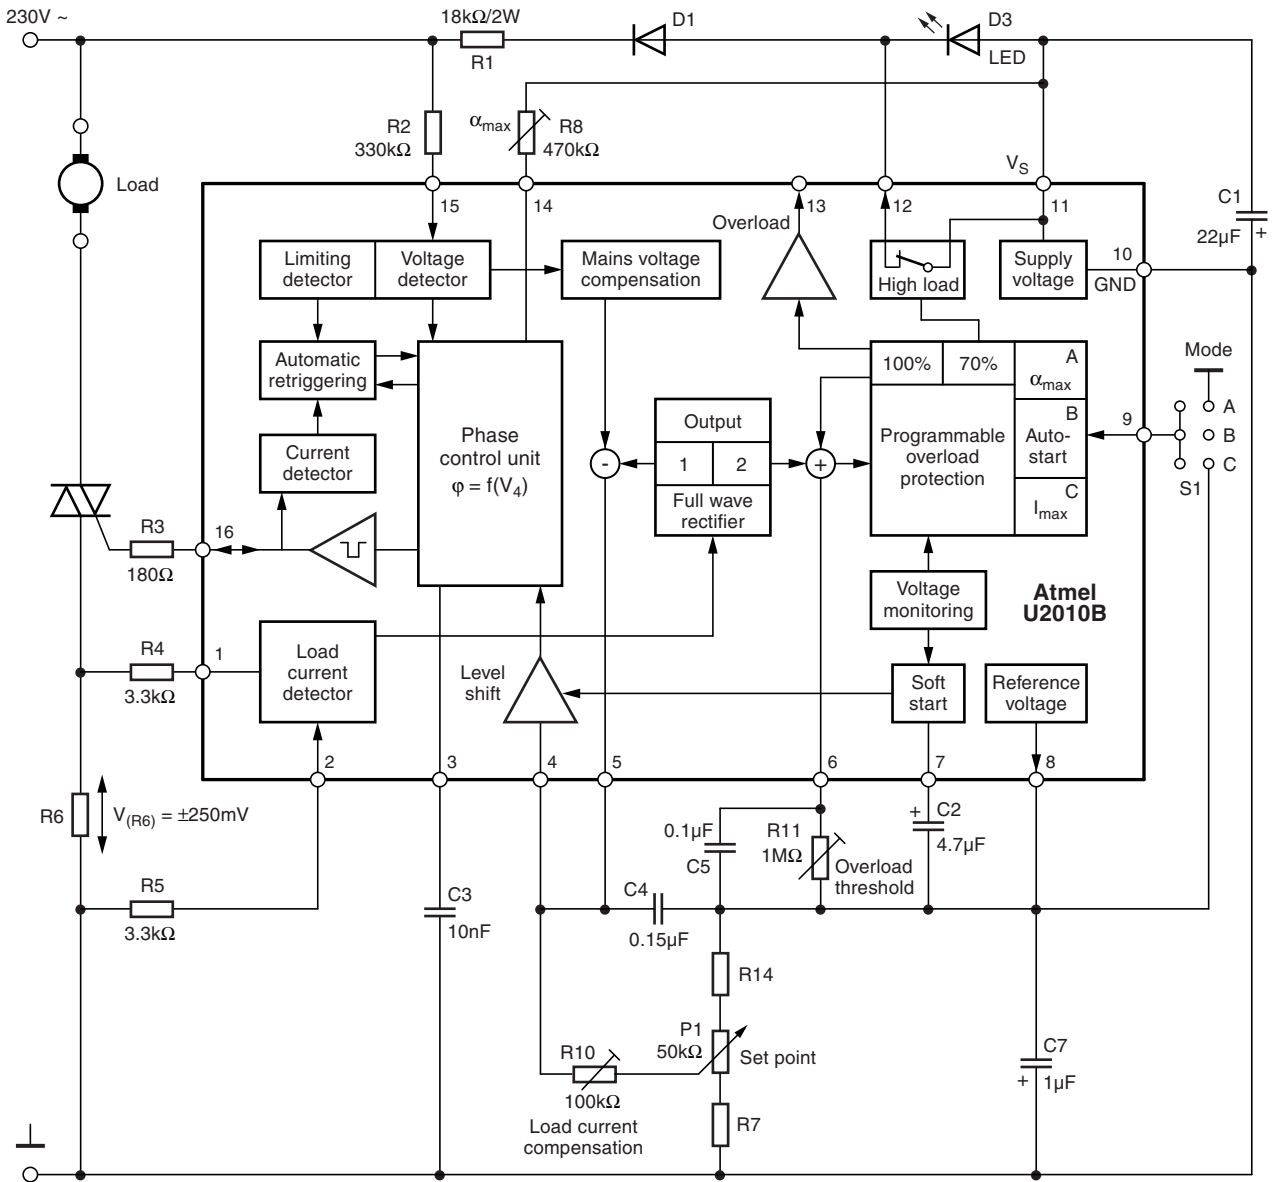 230V ~
18kΩ/2W
R1
D1
D3
LED
R2
330kΩ
αmax
R8
470kΩ
VS
Load
15
14
13
12
11
C1
22µF
+
Overload
Limiting
detector
Voltage
detector
Mains voltage
compensation
High load
Supply
voltage
10
GND
Automatic
retriggering
Phase
control unit
φ = f(V4)
Current
detector
Output
1
2
Full wave
rectifier
-
+
100%
70%
A
αmax
Programmable
overload
protection
B
Auto-
start
C
Imax
9
Mode
A
B
C
S1
R3
180Ω
16
Voltage
monitoring
Atmel
U2010B
R4
3.3kΩ
1
Load
current
detector
Level
shift
Soft
start
Reference
voltage
2
3
4
5
6
7
8
R6
V(R6) = ±250mV
0.1µF
C5
R11
1MΩ
Overload
threshold
+
C2
4.7µF
R5
3.3kΩ
C3
10nF
C4
0.15µF
R14
P1
50kΩ
Set point
R10
100kΩ
Load current
compensation
R7
C7
+
1µF